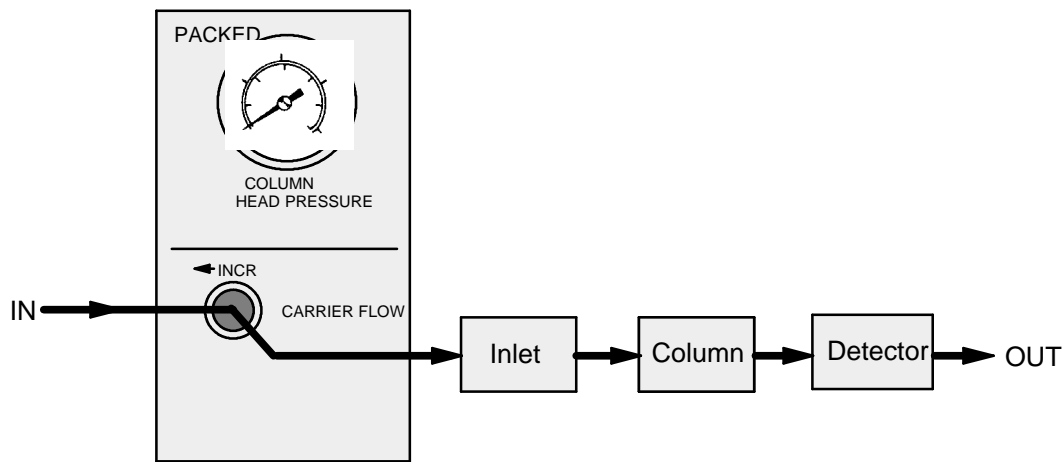 PACKED
COLUMN
HEAD PRESSURE
INCR
IN
CARRIER FLOW
Inlet
Column
Detector
OUT